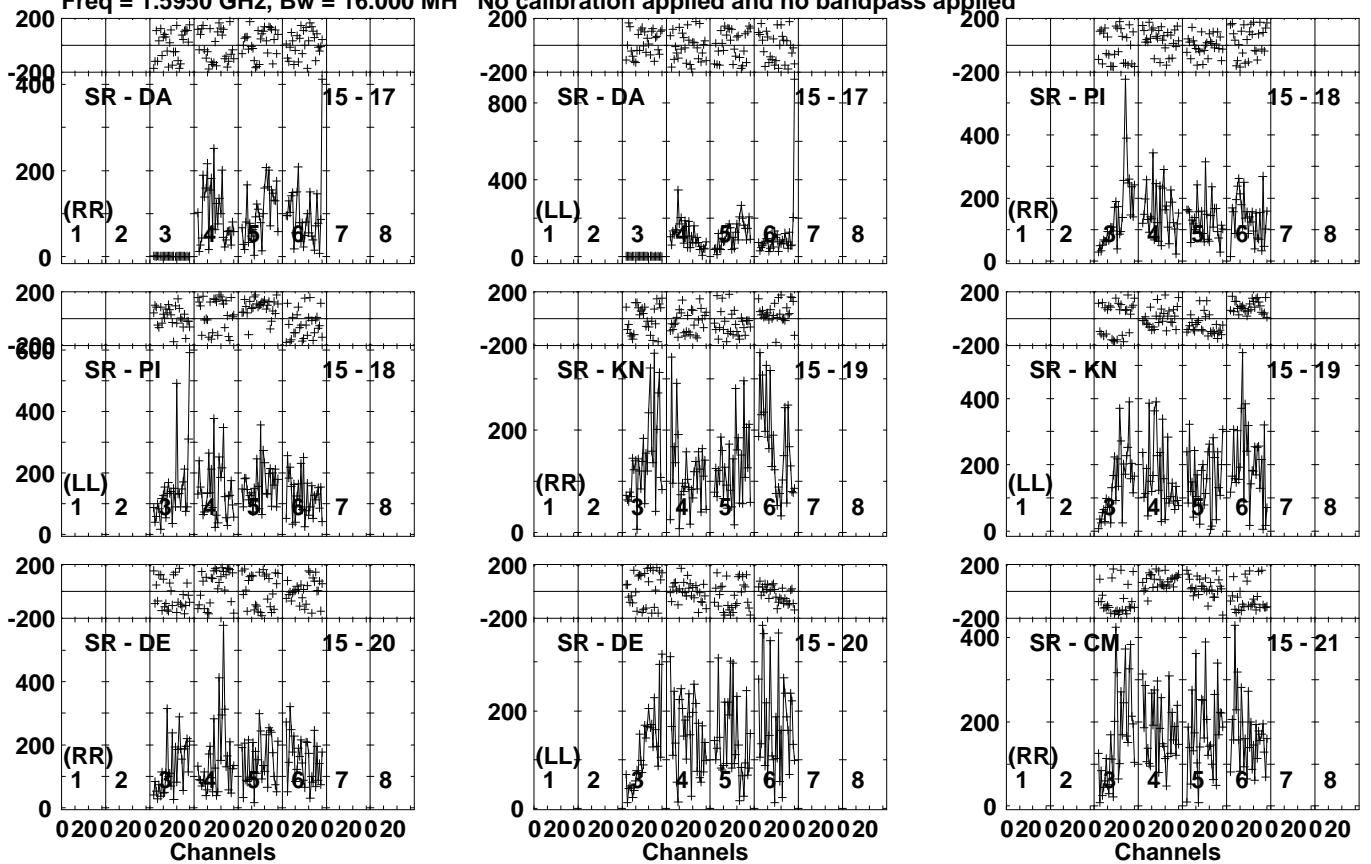 Freq = 1.5950 GHz, Bw = 16.000 MH No calibration applied and no bandpass applied
200 200 200
-200 -200 -200
400 SR - DA 15 - 17
800 SR - DA 15 - 17
SR - PI 15 - 18
400
200
400
200
(RR)
(LL)
(RR)
1 2 3 4 5 6 7 8
1 2 3 4 5 6 7 8
1 2 3 4 5 6 7 8
0 0 0
200 200 200
-200 -200 -200
600 SR - PI 15 - 18
SR - KN 15 - 19
SR - KN 15 - 19
400
200
200
400
200
(LL)
(RR)
(LL)
1 2 3 4 5 6 7 8
1 2 3 4 5 6 7 8
1 2 3 4 5 6 7 8
0 0 0
200 200 200
-200 -200 -200
SR - DE 15 - 20
SR - DE 15 - 20
400 SR - CM 15 - 21
400
200
200
200
(RR)
(LL)
(RR)
1 2 3 4 5 6 7 8
1 2 3 4 5 6 7 8
1 2 3 4 5 6 7 8
0 0 0
0 20 0 20 0 20 0 20 0 20 0 20 0 20 0 20
0 20 0 20 0 20 0 20 0 20 0 20 0 20 0 20
0 20 0 20 0 20 0 20 0 20 0 20 0 20 0 20
Channels Channels Channels